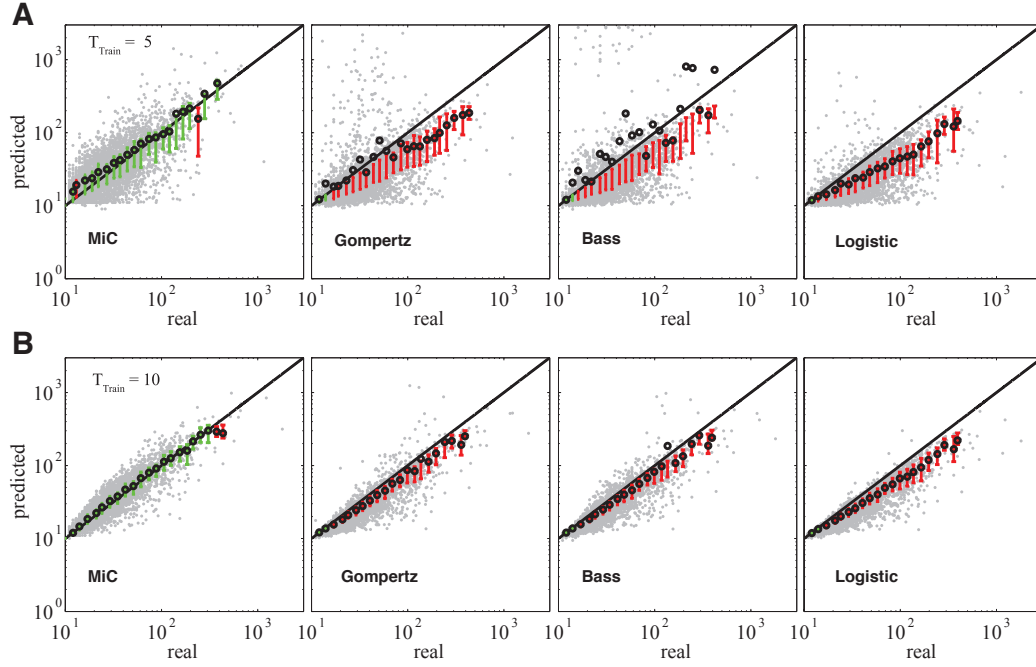 A
T_Train = 5
predicted
10^3
10^2
10^1
10^0
MiC
Gompertz
Bass
Logistic
10^1 10^2 10^3 10^1 10^2 10^3 10^1 10^2 10^3 10^1 10^2 10^3
real real real real
B
T_Train = 10
predicted
10^3
10^2
10^1
10^0
MiC
Gompertz
Bass
Logistic
10^1 10^2 10^3 10^1 10^2 10^3 10^1 10^2 10^3 10^1 10^2 10^3
real real real real